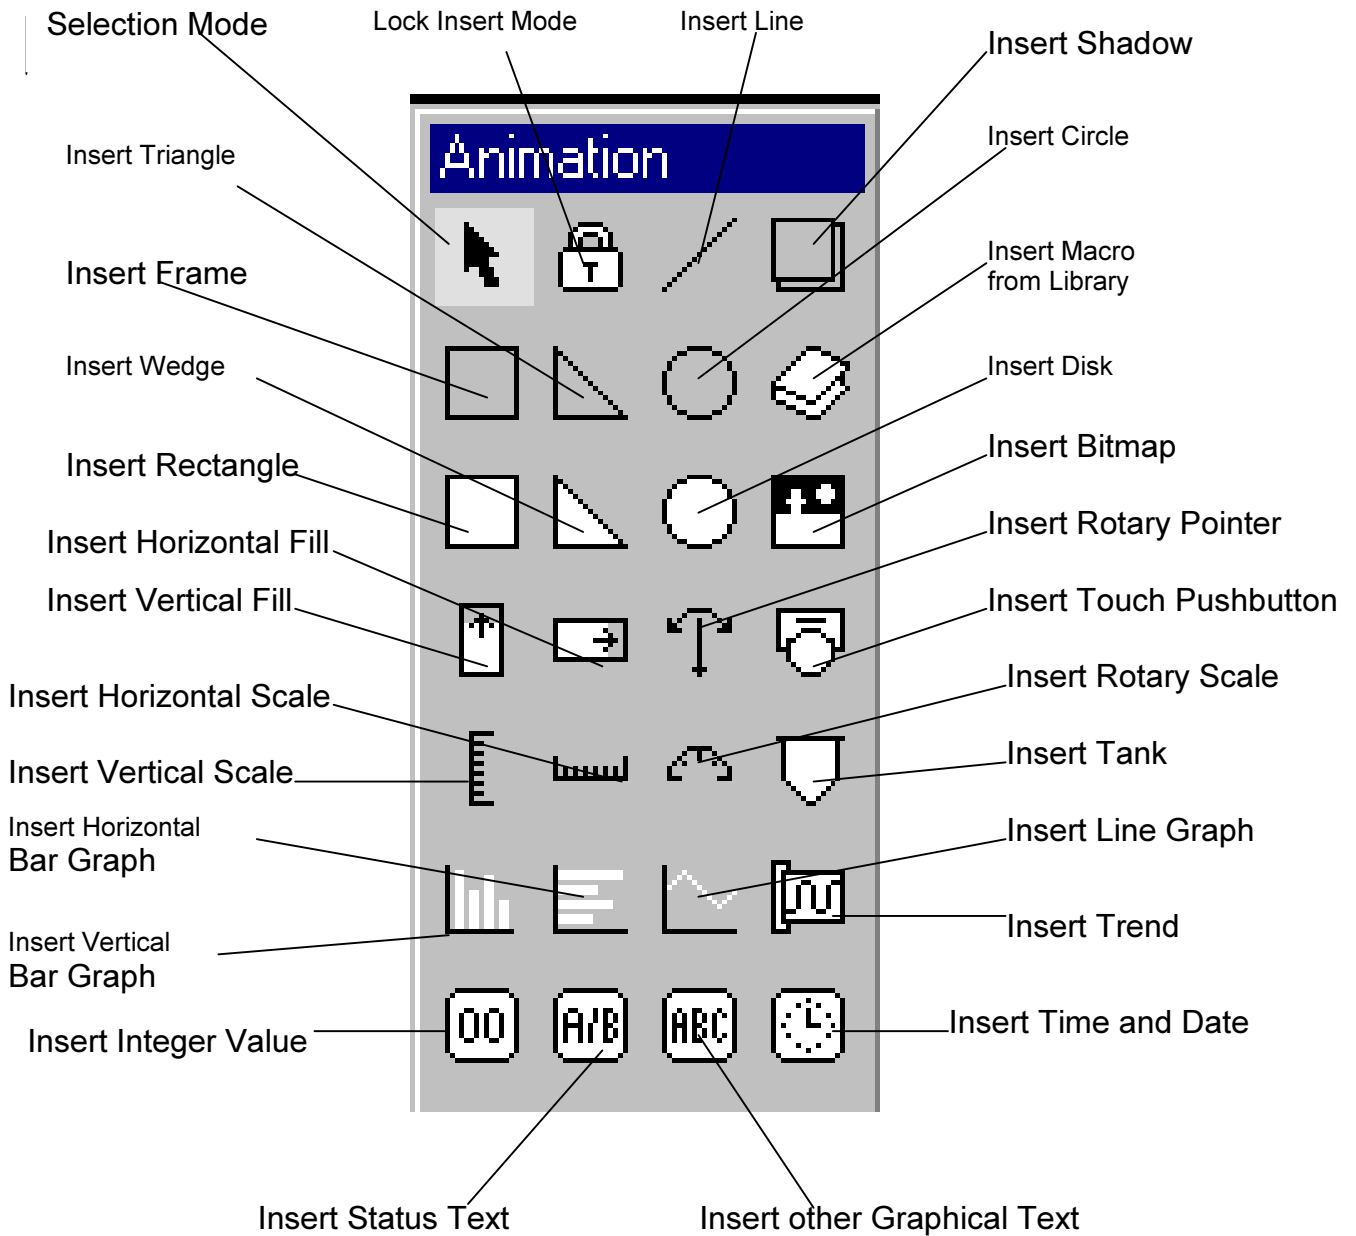 Selection Mode
Lock Insert Mode
Insert Line
Insert Shadow
Animation
Insert Triangle
Insert Circle
Insert Frame
Insert Macro
from Library
Insert Wedge
Insert Disk
Insert Rectangle
Insert Bitmap
Insert Horizontal Fill
Insert Rotary Pointer
Insert Vertical Fill
Insert Touch Pushbutton
Insert Horizontal Scale
Insert Rotary Scale
Insert Vertical Scale
Insert Tank
Insert Horizontal
Bar Graph
Insert Line Graph
Insert Vertical
Bar Graph
Insert Trend
00
A/B
ABC
Insert Integer Value
Insert Time and Date
Insert Status Text
Insert other Graphical Text